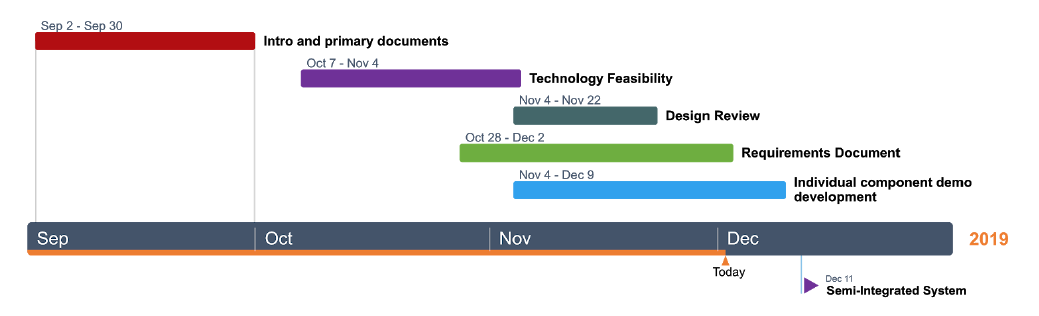 Sep 2 - Sep 30
Intro and primary documents
Oct 7 - Nov 4
Technology Feasibility
Nov 4 - Nov 22
Design Review
Oct 28 - Dec 2
Requirements Document
Nov 4 - Dec 9
Individual component demo
development
Sep Oct Nov Dec 2019
Today
Dec 11
Semi-Integrated System